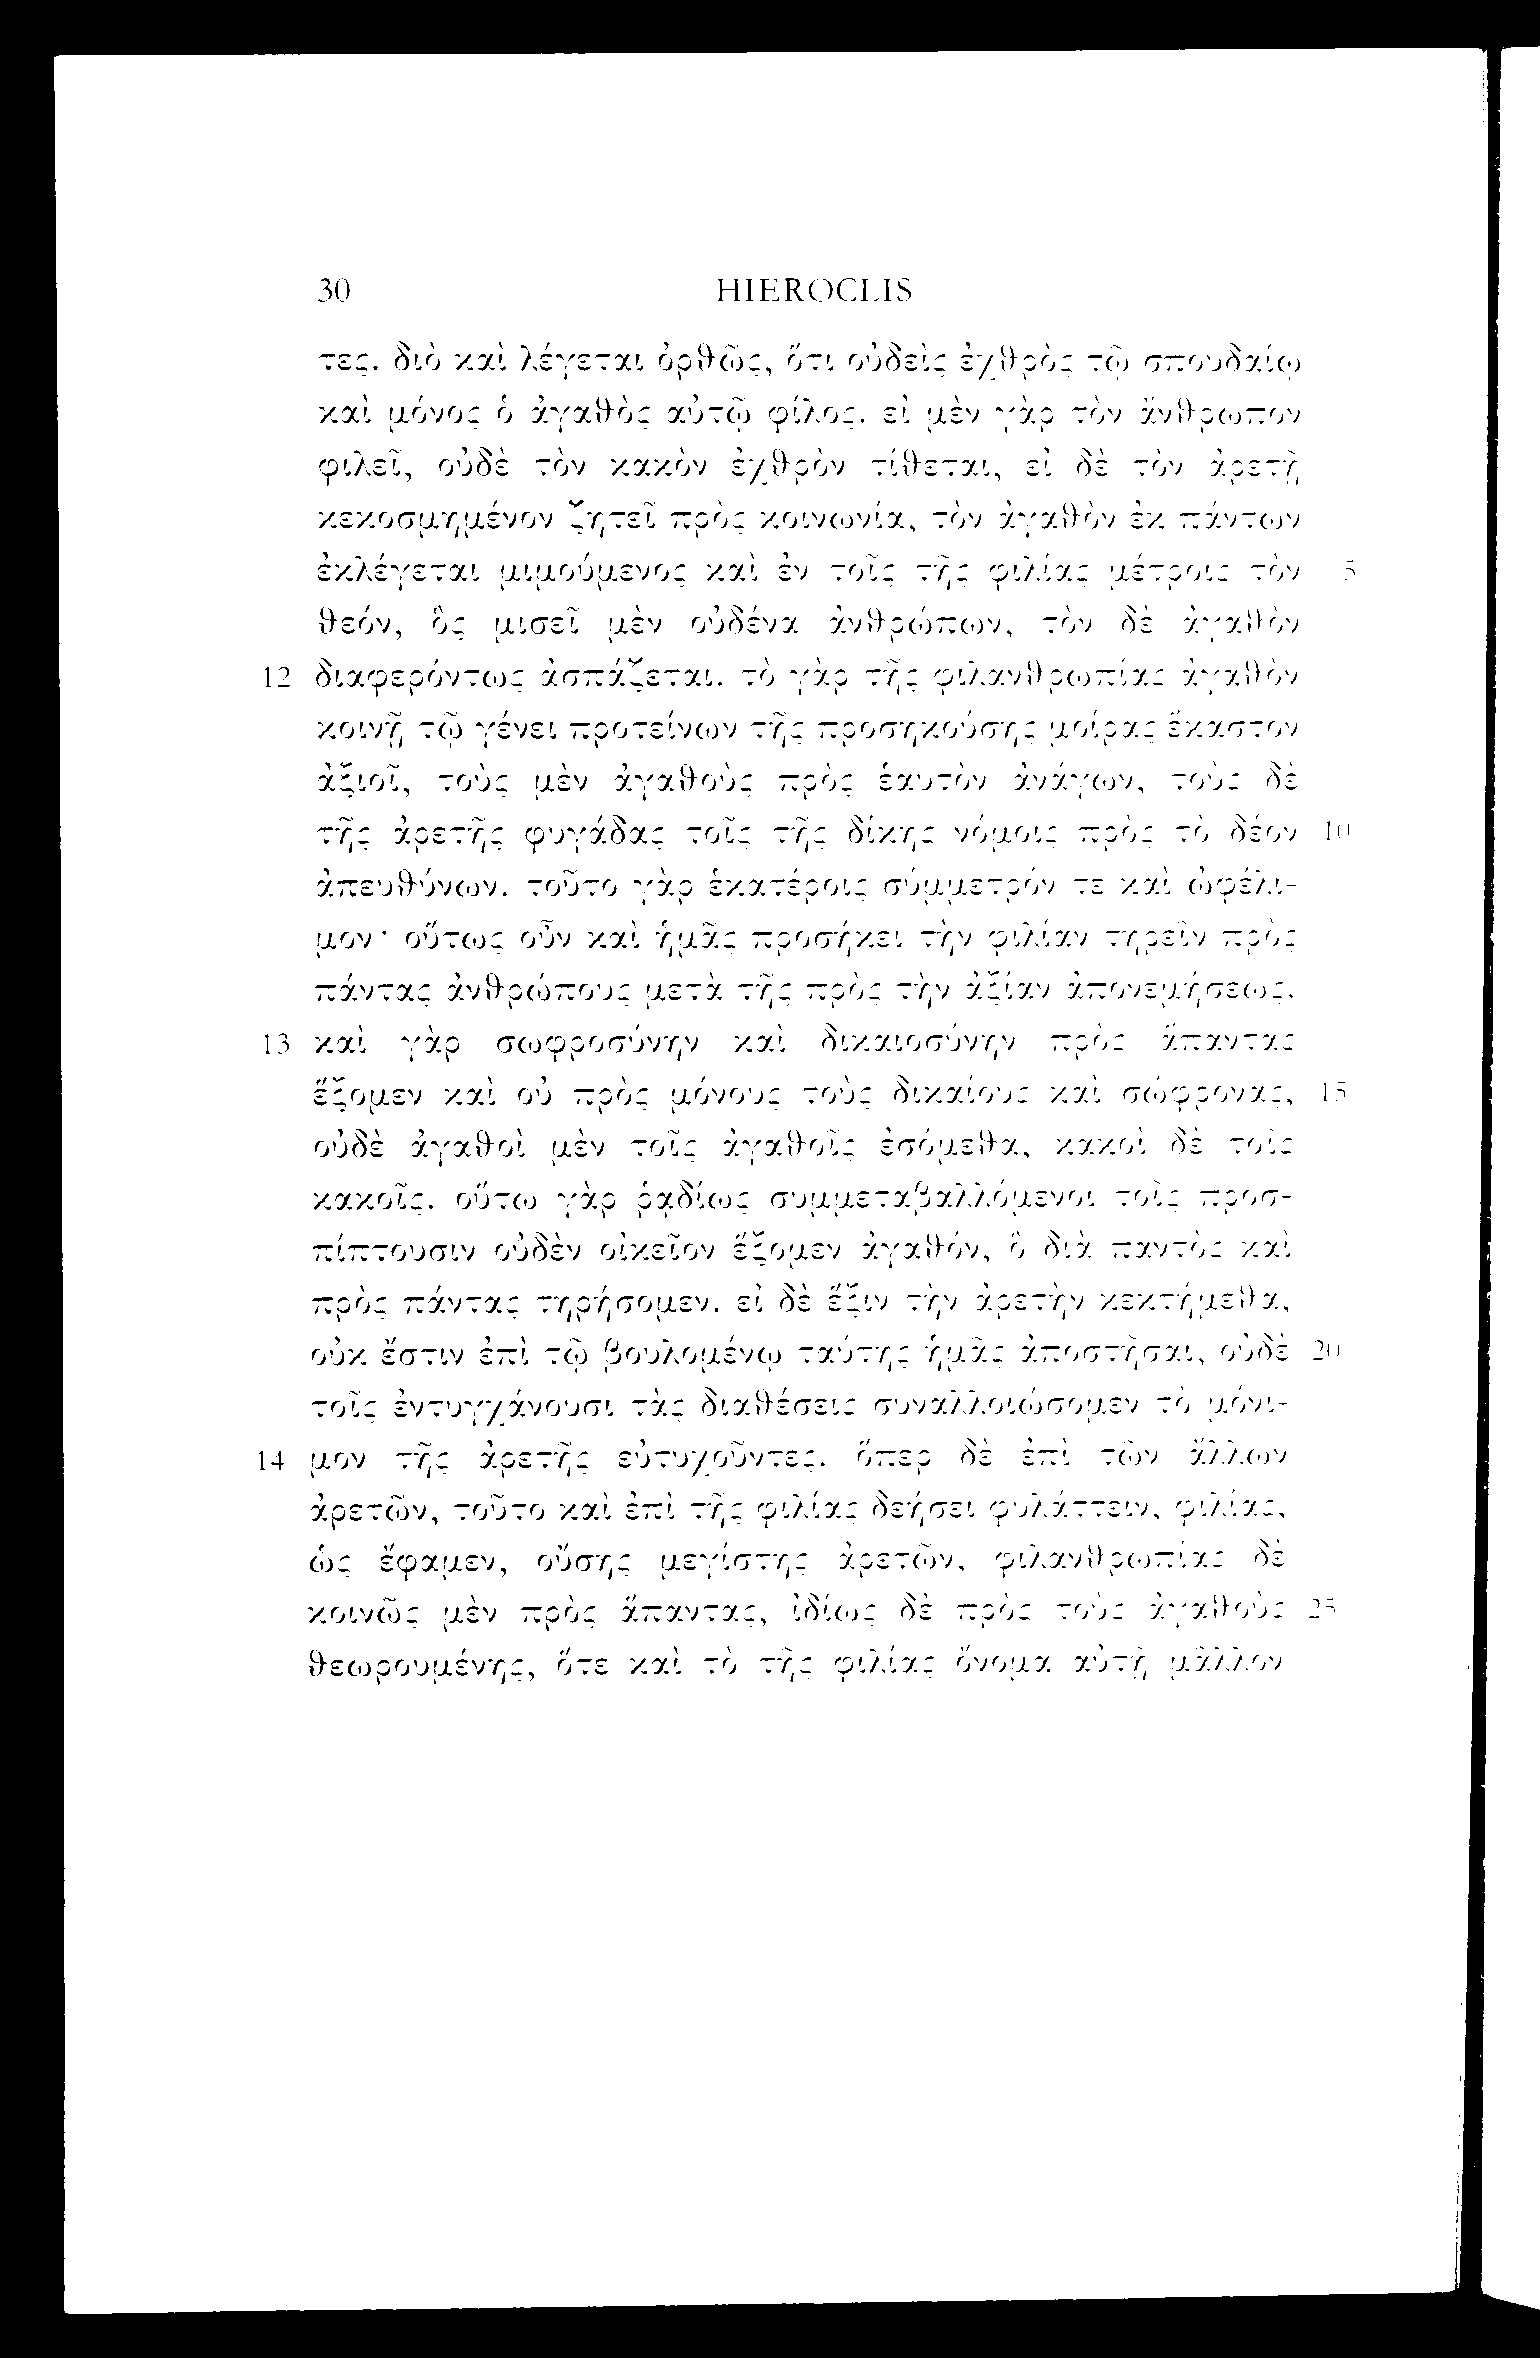 30 HIEROCLIS
τες. διὸ καὶ λέγεται ὀρθῶς, ὅτι οὐδεὶς ἐχθρὸς τῷ σπουδαίῳ
καὶ μόνος ὁ ἀγαθὸς αὐτῷ φίλος. εἰ μὲν γὰρ τὸν ἄνθρωπον
φιλεῖ, οὐδὲ τὸν κακὸν ἐχθρὸν τίθεται, εἰ δὲ τὸν ἀρετῇ
κεκοσμημένον ζητεῖ πρὸς κοινωνία, τὸν ἀγαθὸν ἐκ πάντων
ἐκλέγεται μιμούμενος καὶ ἐν τοῖς τῆς φιλίας μέτροις τὸν 5
θεόν, ὃς μισεῖ μὲν οὐδένα ἀνθρώπων, τὸν δὲ ἀγαθὸν
12 διαφερόντως ἀσπάζεται. τὸ γὰρ τῆς φιλανθρωπίας ἀγαθὸν
κοινῇ τῷ γένει προτείνων τῆς προσηκούσης μοίρας ἕκαστον
ἀξιοῖ, τοὺς μὲν ἀγαθοὺς πρὸς ἑαυτὸν ἀνάγων, τοὺς δὲ
τῆς ἀρετῆς φυγάδας τοῖς τῆς δίκης νόμοις πρὸς τὸ δέον 10
ἀπευθύνων. τοῦτο γὰρ ἑκατέροις σύμμετρόν τε καὶ ὠφέλι-
μον· οὕτως οὖν καὶ ἡμᾶς προσήκει τὴν φιλίαν τηρεῖν πρὸς
πάντας ἀνθρώπους μετὰ τῆς πρὸς τὴν ἀξίαν ἀπονεμήσεως.
13 καὶ γὰρ σωφροσύνην καὶ δικαιοσύνην πρὸς ἅπαντας
ἕξομεν καὶ οὐ πρὸς μόνους τοὺς δικαίους καὶ σώφρονας, 15
οὐδὲ ἀγαθοὶ μὲν τοῖς ἀγαθοῖς ἐσόμεθα, κακοὶ δὲ τοῖς
κακοῖς. οὕτω γὰρ ῥᾳδίως συμμεταβαλλόμενοι τοῖς προσ-
πίπτουσιν οὐδὲν οἰκεῖον ἕξομεν ἀγαθόν, ὃ διὰ παντὸς καὶ
πρὸς πάντας τηρήσομεν. εἰ δὲ ἕξιν τὴν ἀρετὴν κεκτήμεθα,
οὐκ ἔστιν ἐπὶ τῷ βουλομένῳ ταύτης ἡμᾶς ἀποστῆσαι, οὐδὲ 20
τοῖς ἐντυγχάνουσι τὰς διαθέσεις συναλλοιώσομεν τὸ μόνι-
14 μον τῆς ἀρετῆς εὐτυχοῦντες. ὅπερ δὲ ἐπὶ τῶν ἄλλων
ἀρετῶν, τοῦτο καὶ ἐπὶ τῆς φιλίας δεήσει φυλάττειν, φιλίας,
ὡς ἔφαμεν, οὔσης μεγίστης ἀρετῶν, φιλανθρωπίας δὲ
κοινῶς μὲν πρὸς ἅπαντας, ἰδίως δὲ πρὸς τοὺς ἀγαθοὺς 25
θεωρουμένης, ὅτε καὶ τὸ τῆς φιλίας ὄνομα αὐτῇ μᾶλλον